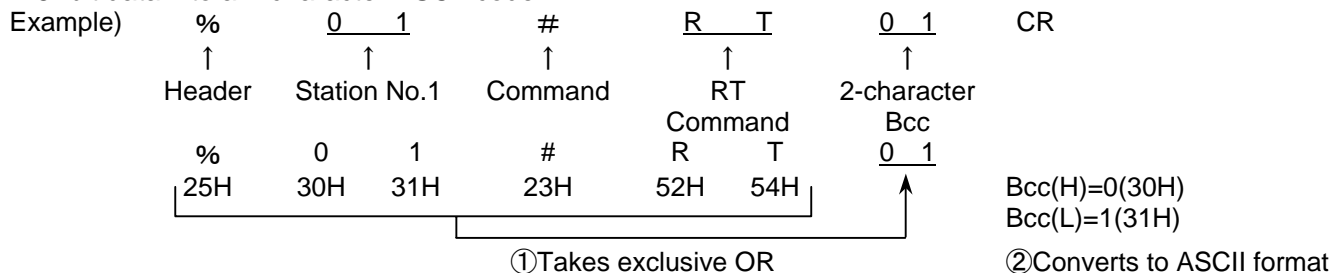 Example) % 0 1 # R T 0 1 CR
↑ ↑ ↑ ↑ ↑
Header Station No.1 Command RT 2-character
Command Bcc
% 0 1 # R T 0 1
25H 30H 31H 23H 52H 54H Bcc(H)=0(30H)
Bcc(L)=1(31H)
①Takes exclusive OR ②Converts to ASCII format